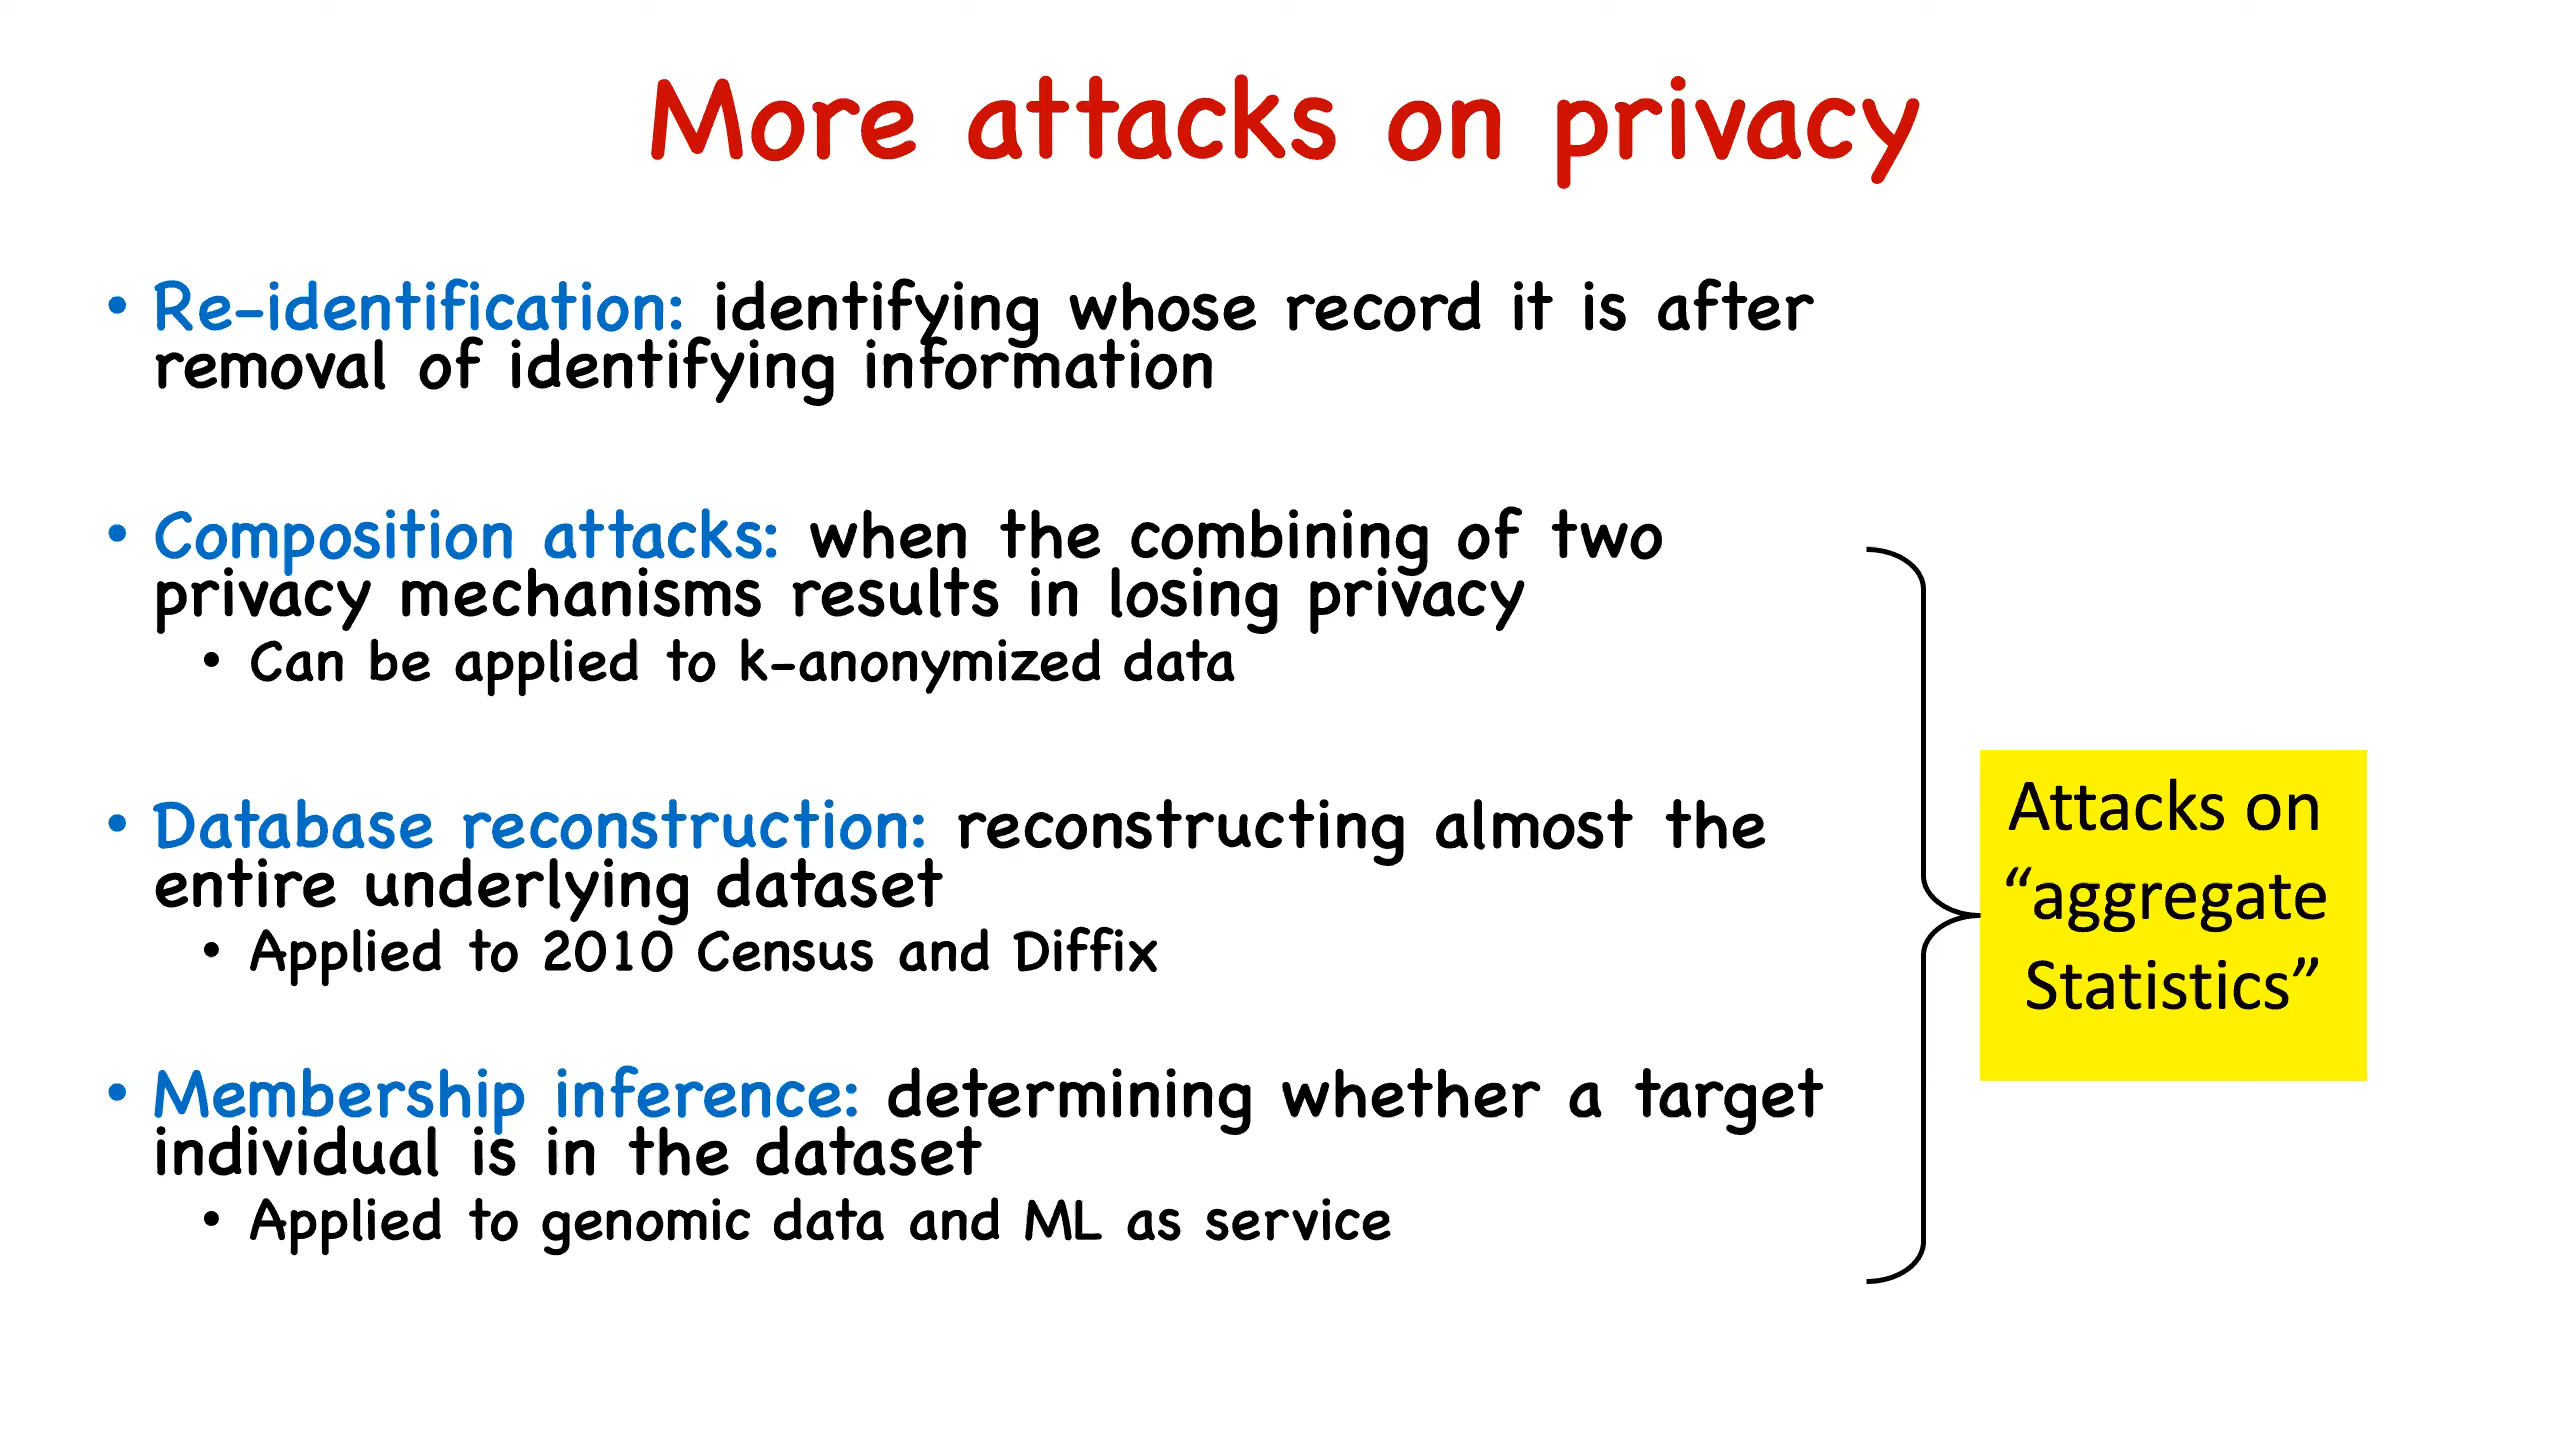 More attacks on privacy
• Re-identification: identifying whose record it is after
removal of identifying information
• Composition attacks: when the combining of two
privacy mechanisms results in losing privacy
• Can be applied to k-anonymized data
• Database reconstruction: reconstructing almost the
entire underlying dataset
• Applied to 2010 Census and Diffix
• Membership inference: determining whether a target
individual is in the dataset
• Applied to genomic data and ML as service
Attacks on
“aggregate
Statistics”